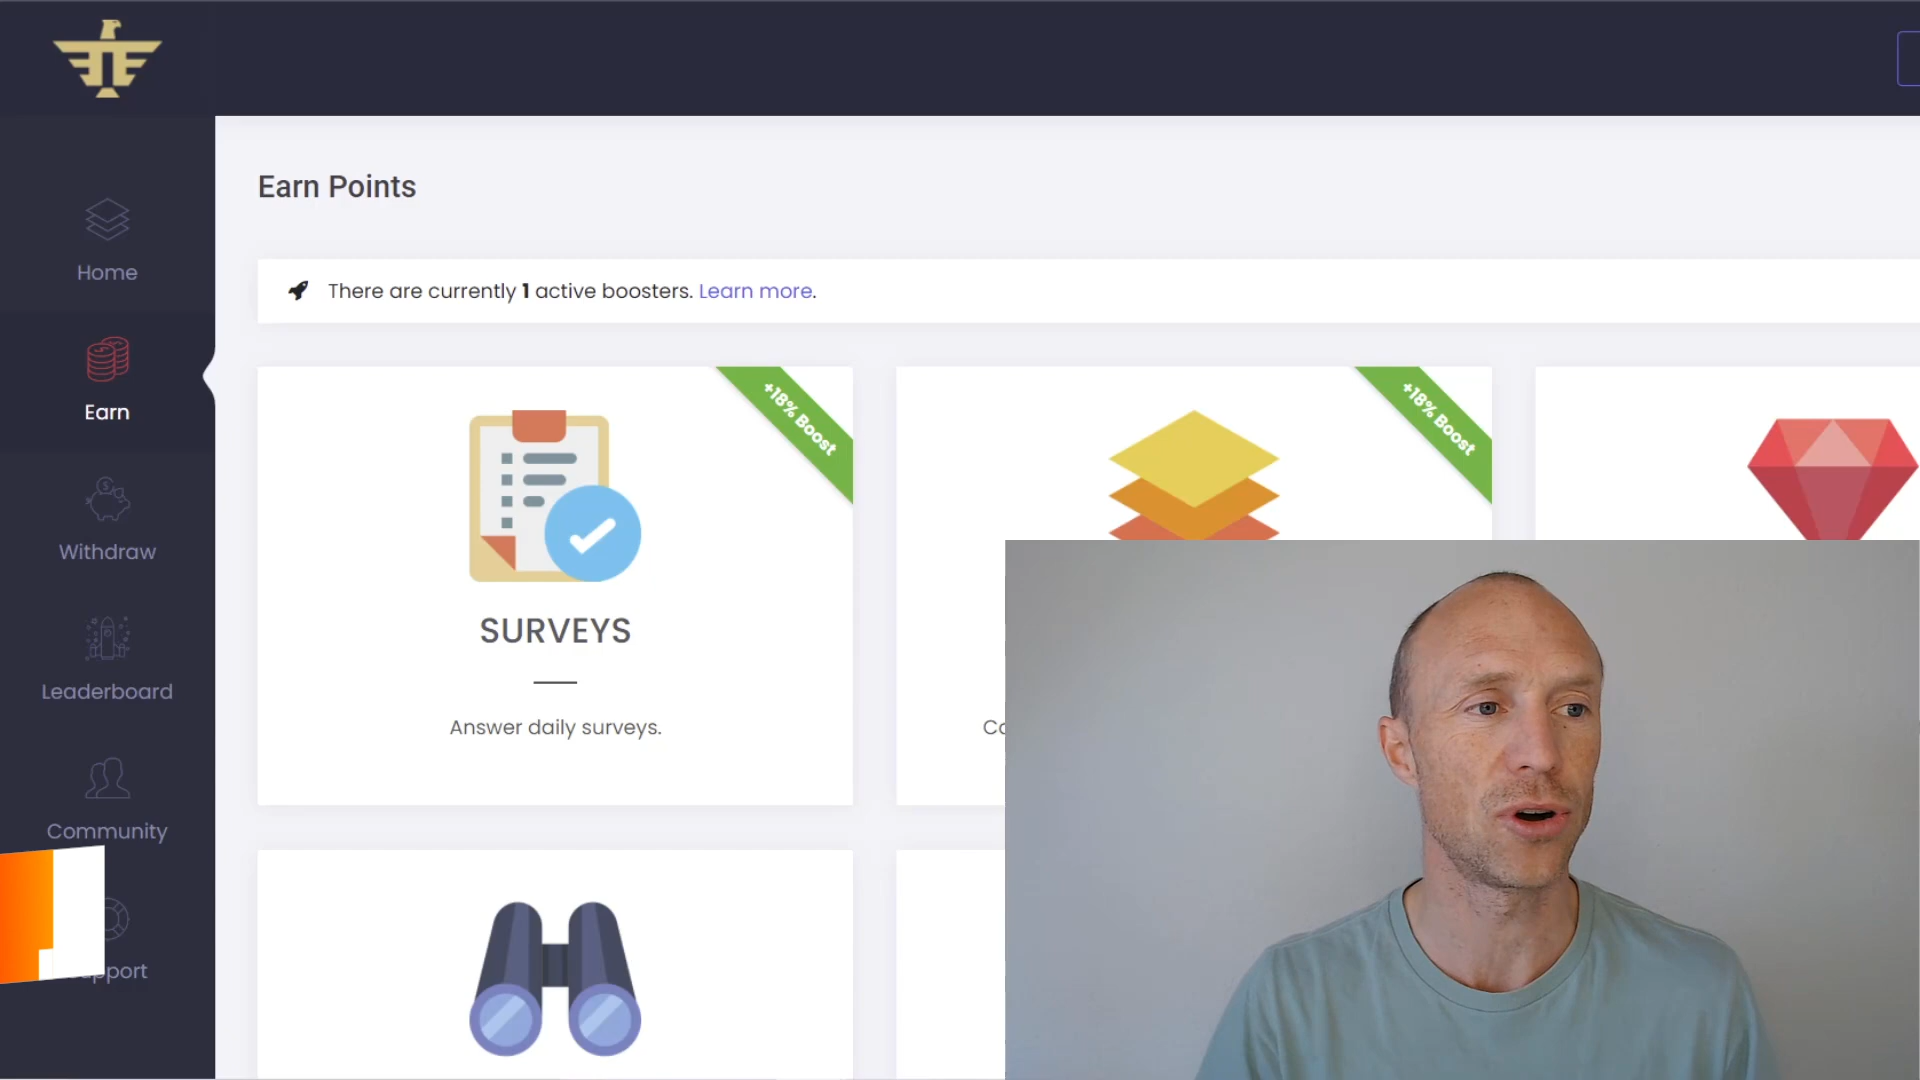 Earn Points
There are currently 1 active boosters. Learn more.
Home
Earn
Withdraw
Leaderboard
Community
pport
+18% Boost
SURVEYS
Answer daily surveys.
+18% Boost